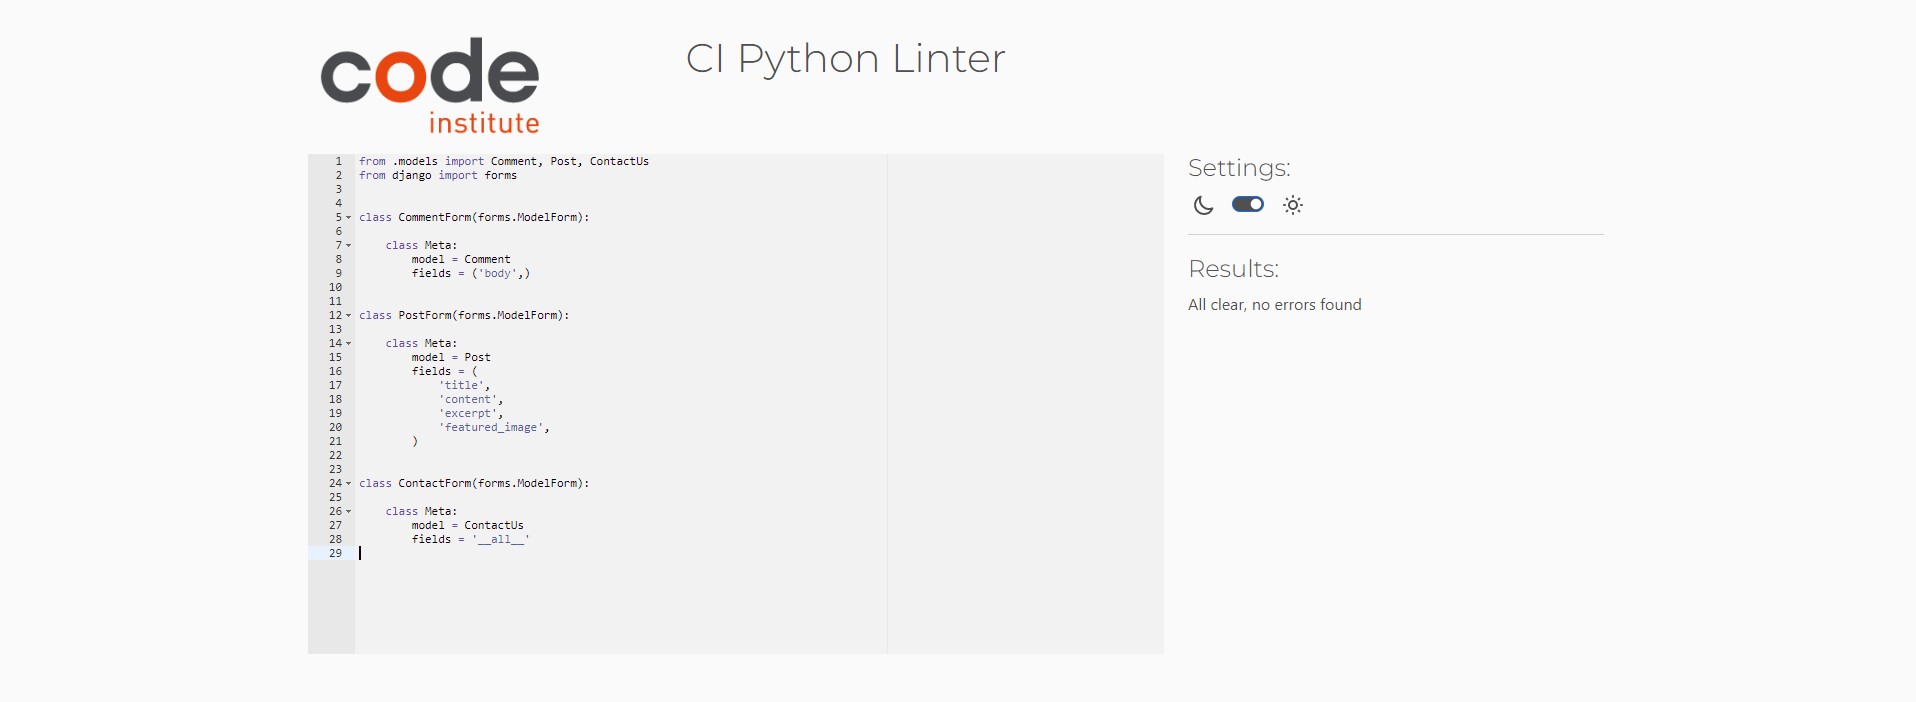 code
institute
CI Python Linter
1 from .models import Comment, Post, ContactUs
2 from django import forms
3
4
5 class CommentForm(forms.ModelForm):
6
7     class Meta:
8         model = Comment
9         fields = ('body',)
10
11
12 class PostForm(forms.ModelForm):
13
14     class Meta:
15         model = Post
16         fields = (
17             'title',
18             'content',
19             'excerpt',
20             'featured_image',
21         )
22
23
24 class ContactForm(forms.ModelForm):
25
26     class Meta:
27         model = ContactUs
28         fields = '__all__'
29
Settings:
Results:
All clear, no errors found